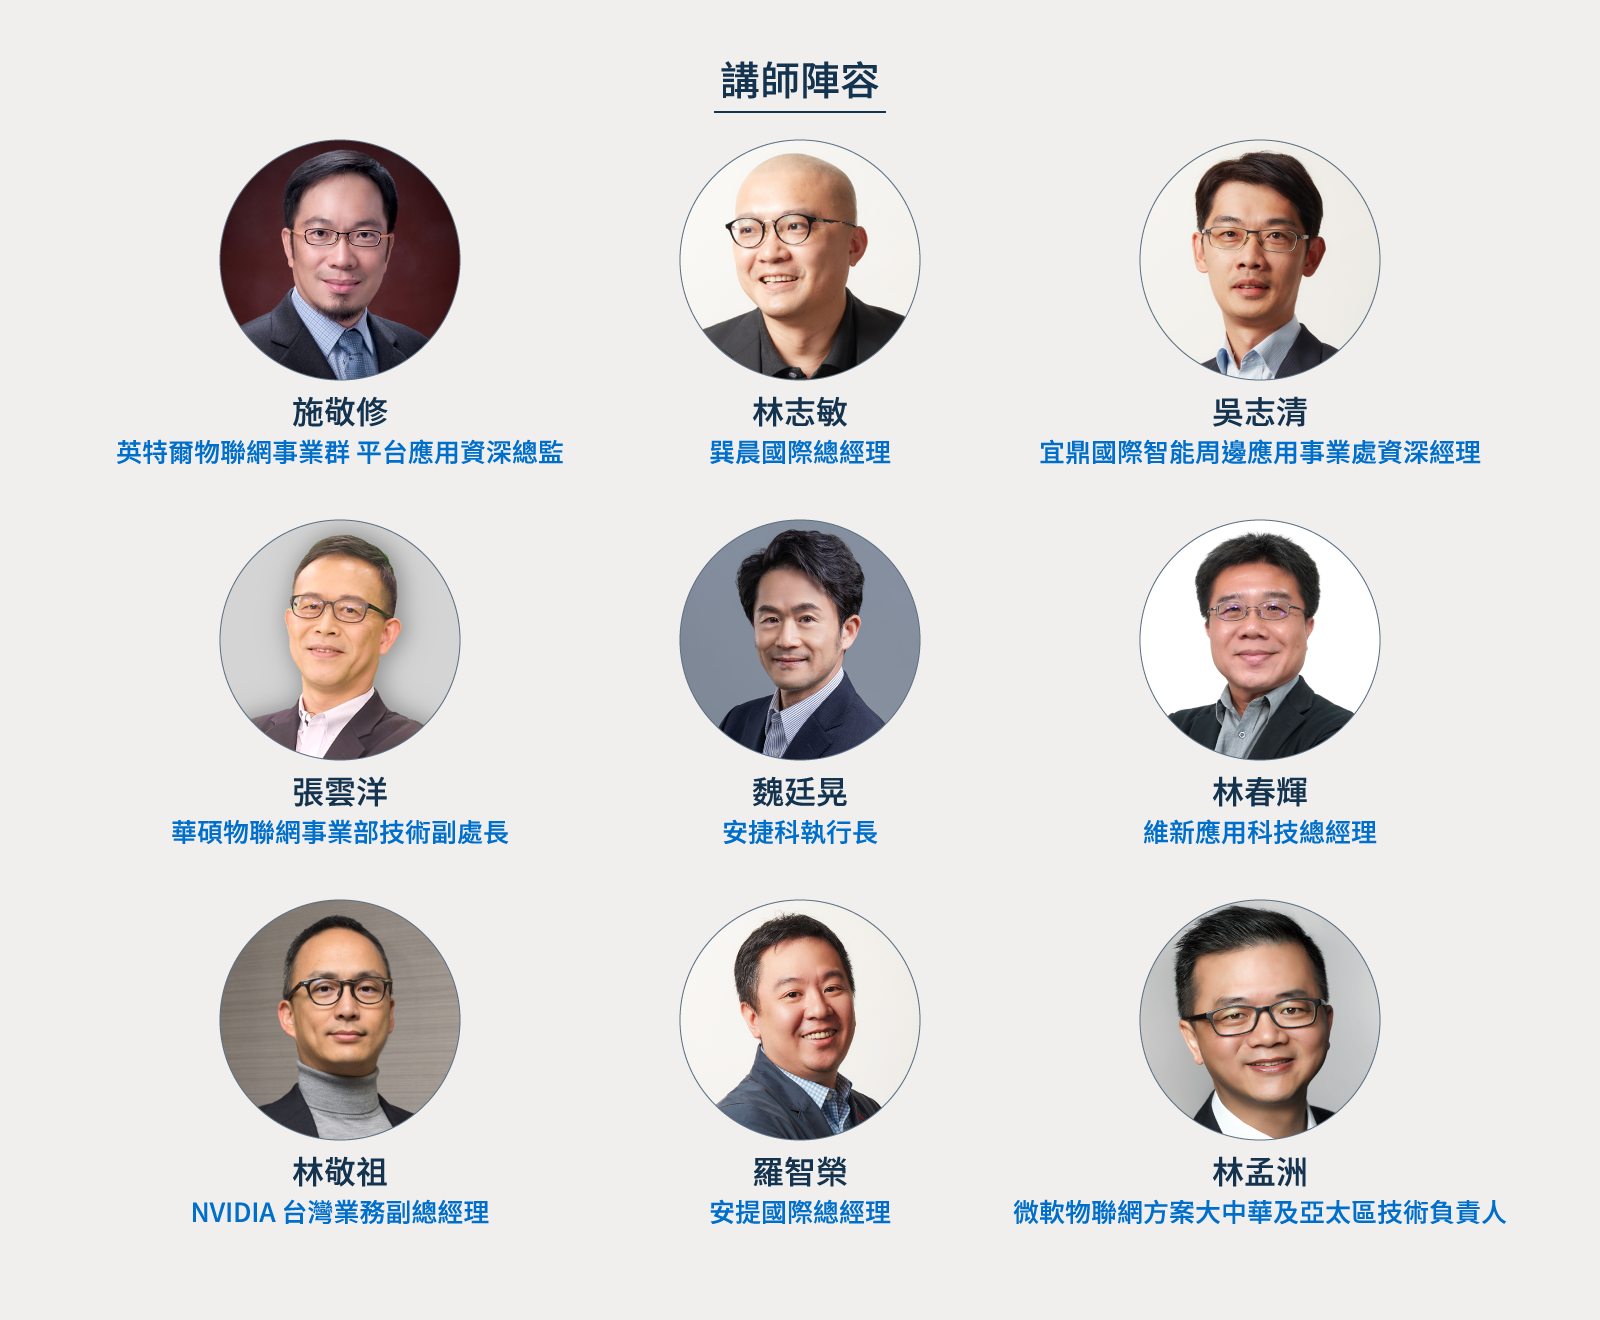 講師陣容
施敬修
英特爾物聯網事業群 平台應用資深總監
林志敏
巽晨國際總經理
吳志清
宜鼎國際智能周邊應用事業處資深經理
張雲洋
華碩物聯網事業部技術副處長
魏廷晃
安捷科執行長
林春輝
維新應用科技總經理
林敬祖
NVIDIA 台灣業務副總經理
羅智榮
安提國際總經理
林孟洲
微軟物聯網方案大中華及亞太區技術負責人